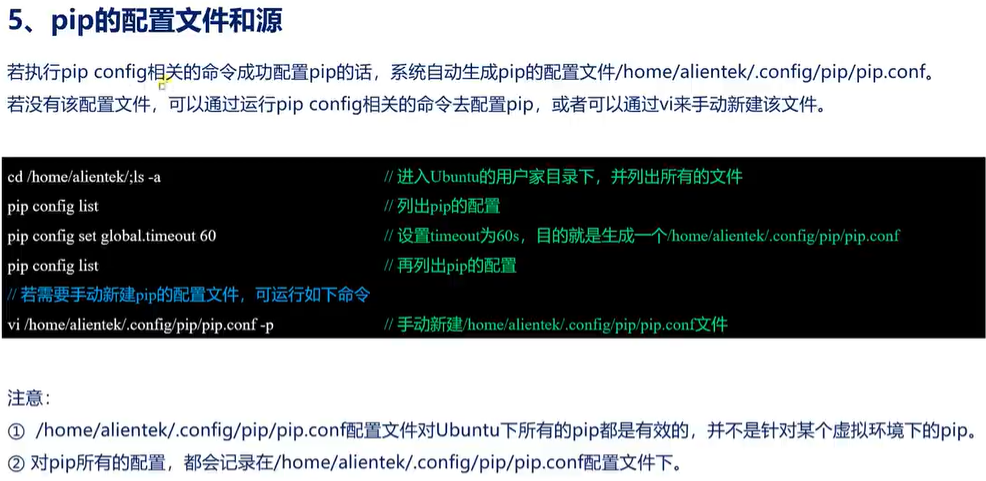 5、pip的配置文件和源
若执行pip config相关的命令成功配置pip的话，系统自动生成pip的配置文件/home/alientek/.config/pip/pip.conf。
若没有该配置文件，可以通过运行pip config相关的命令去配置pip，或者可以通过vi来手动新建该文件。
cd /home/alientek/;ls -a // 进入Ubuntu的用户家目录下，并列出所有的文件
pip config list // 列出pip的配置
pip config set global.timeout 60 // 设置timeout为60s，目的就是生成一个/home/alientek/.config/pip/pip.conf
pip config list // 再列出pip的配置
// 若需要手动新建pip的配置文件，可运行如下命令
vi /home/alientek/.config/pip/pip.conf -p // 手动新建/home/alientek/.config/pip/pip.conf文件
注意：
① /home/alientek/.config/pip/pip.conf配置文件对Ubuntu下所有的pip都是有效的，并不是针对某个虚拟环境下的pip。
② 对pip所有的配置，都会记录在/home/alientek/.config/pip/pip.conf配置文件下。